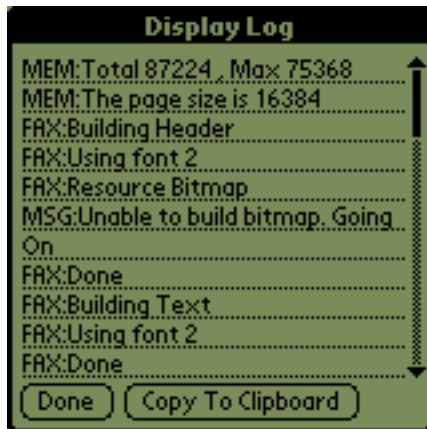 Display Log
MEM:Total 87224 , Max 75368
MEM:The page size is 16384
FAX:Building Header
FAX:Using font 2
FAX:Resource Bitmap
MSG:Unable to build bitmap. Going
On
FAX:Done
FAX:Building Text
FAX:Using font 2
FAX:Done
Done Copy To Clipboard